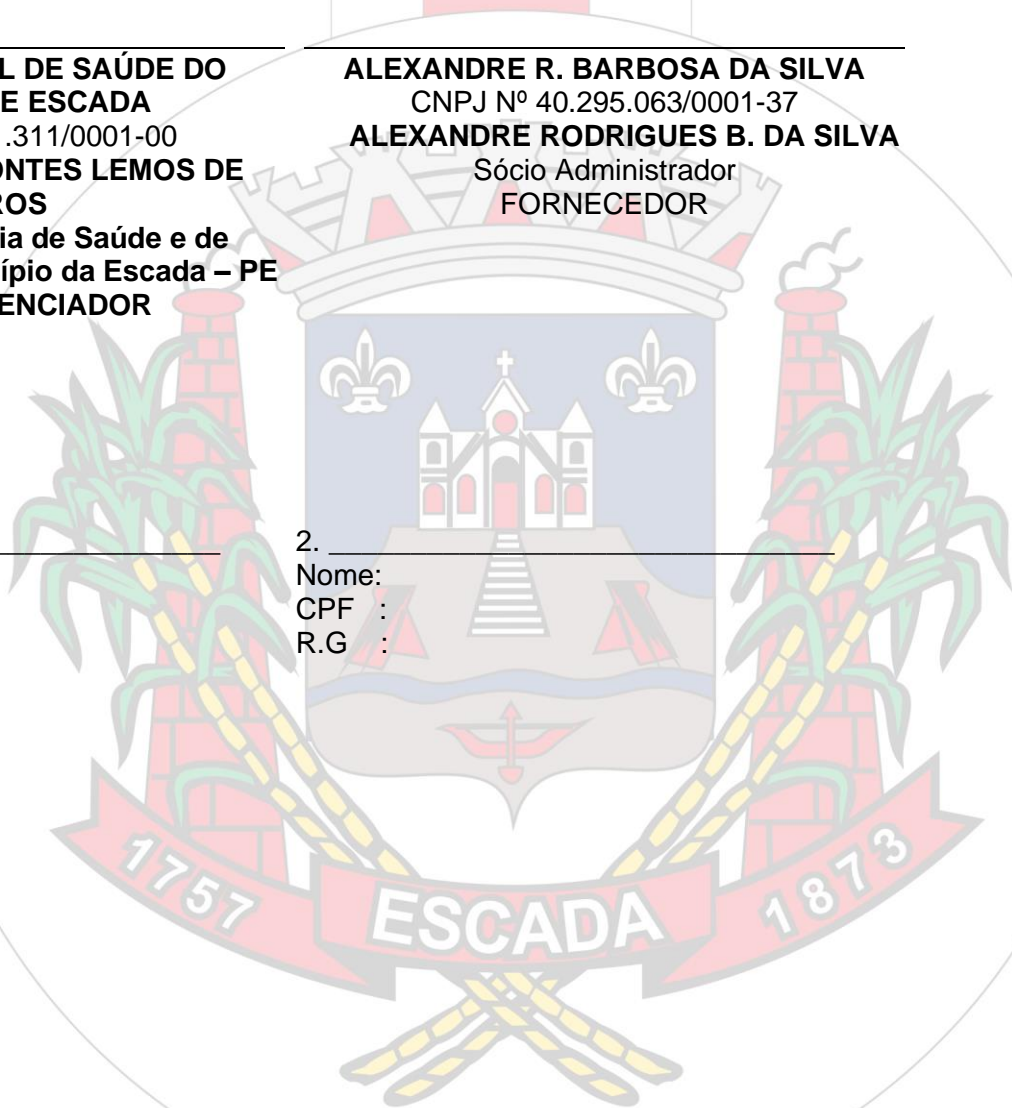 L DE SAÚDE DO
E ESCADA
.311/0001-00
ONTES LEMOS DE
ROS
ia de Saúde e de
ípio da Escada – PE
ENCIADOR
ALEXANDRE R. BARBOSA DA SILVA
CNPJ Nº 40.295.063/0001-37
ALEXANDRE RODRIGUES B. DA SILVA
Sócio Administrador
FORNECEDOR
2. ________________________________
Nome:
CPF :
R.G :
1757 ESCADA 1873